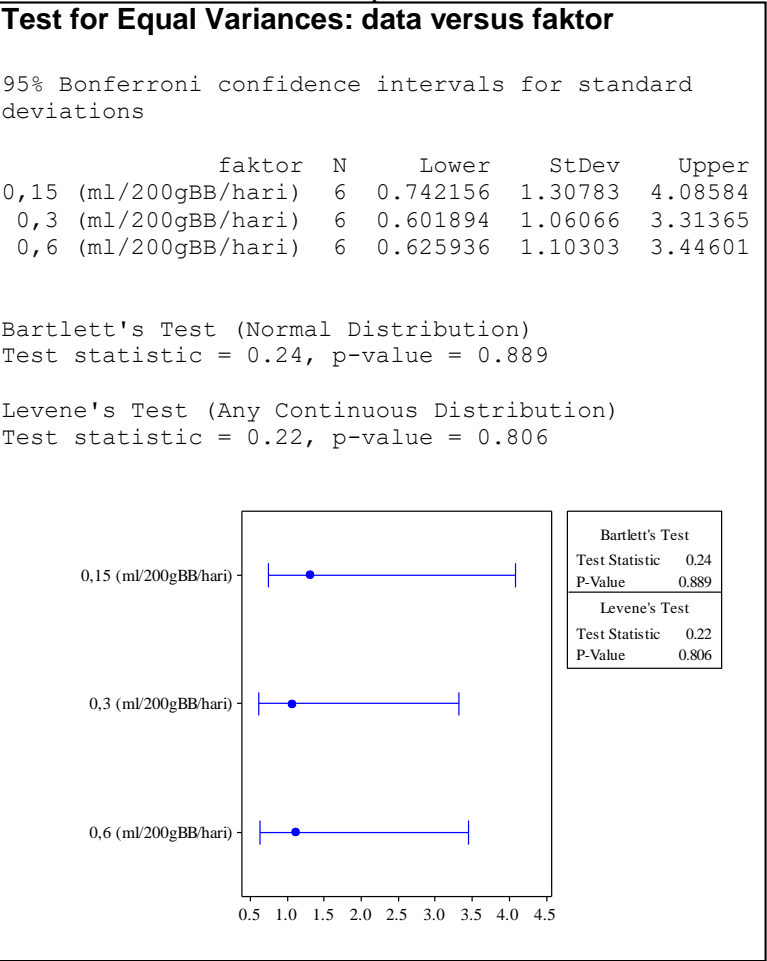 Test for Equal Variances: data versus faktor
95% Bonferroni confidence intervals for standard
deviations
faktor N Lower StDev Upper
0,15 (ml/200gBB/hari) 6 0.742156 1.30783 4.08584
0,3 (ml/200gBB/hari) 6 0.601894 1.06066 3.31365
0,6 (ml/200gBB/hari) 6 0.625936 1.10303 3.44601
Bartlett's Test (Normal Distribution)
Test statistic = 0.24, p-value = 0.889
Levene's Test (Any Continuous Distribution)
Test statistic = 0.22, p-value = 0.806
0,15 (ml/200gBB/hari)
0,3 (ml/200gBB/hari)
0,6 (ml/200gBB/hari)
0.5 1.0 1.5 2.0 2.5 3.0 3.5 4.0 4.5
Bartlett's Test
Test Statistic 0.24
P-Value 0.889
Levene's Test
Test Statistic 0.22
P-Value 0.806